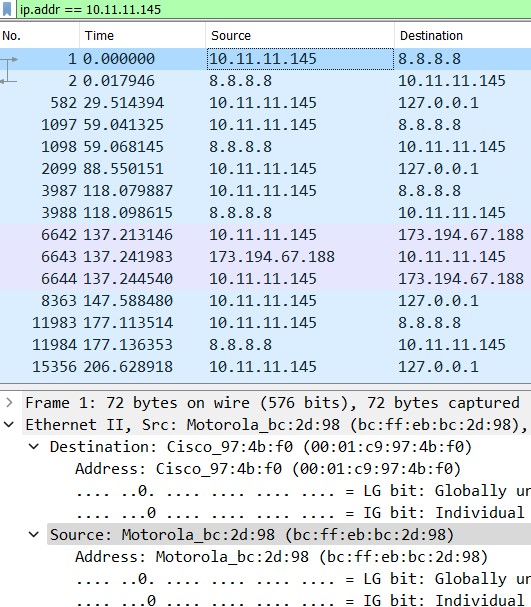 ip.addr == 10.11.11.145
No. Time Source Destination
1 0.000000 10.11.11.145 8.8.8.8
2 0.017946 8.8.8.8 10.11.11.145
582 29.514394 10.11.11.145 127.0.0.1
1097 59.041325 10.11.11.145 8.8.8.8
1098 59.068145 8.8.8.8 10.11.11.145
2099 88.550151 10.11.11.145 127.0.0.1
3987 118.079887 10.11.11.145 8.8.8.8
3988 118.098615 8.8.8.8 10.11.11.145
6642 137.213146 10.11.11.145 173.194.67.188
6643 137.241983 173.194.67.188 10.11.11.145
6644 137.244540 10.11.11.145 173.194.67.188
8363 147.588480 10.11.11.145 127.0.0.1
11983 177.113514 10.11.11.145 8.8.8.8
11984 177.136353 8.8.8.8 10.11.11.145
15356 206.628918 10.11.11.145 127.0.0.1
Frame 1: 72 bytes on wire (576 bits), 72 bytes captured
Ethernet II, Src: Motorola_bc:2d:98 (bc:ff:eb:bc:2d:98),
Destination: Cisco_97:4b:f0 (00:01:c9:97:4b:f0)
Address: Cisco_97:4b:f0 (00:01:c9:97:4b:f0)
.... ..0. .... .... .... .... = LG bit: Globally un
.... ...0 .... .... .... .... = IG bit: Individual
Source: Motorola_bc:2d:98 (bc:ff:eb:bc:2d:98)
Address: Motorola_bc:2d:98 (bc:ff:eb:bc:2d:98)
.... ..0. .... .... .... .... = LG bit: Globally un
.... ...0 .... .... .... .... = IG bit: Individual